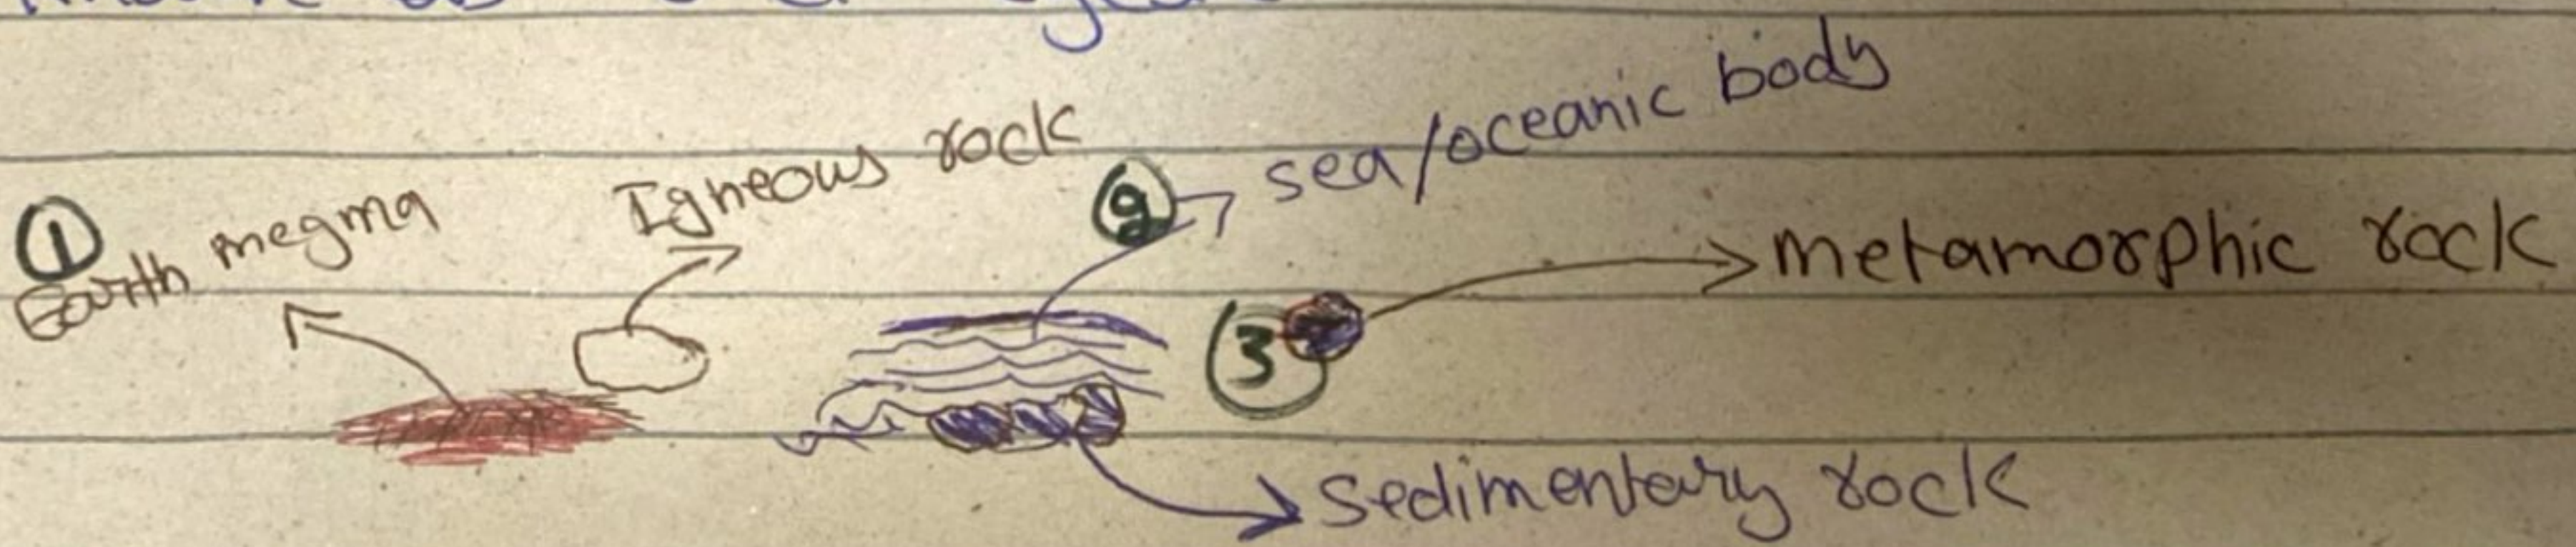 ① Earth megma
Igneous rock
② sea/oceanic body
③ metamorphic rock
Sedimentary rock